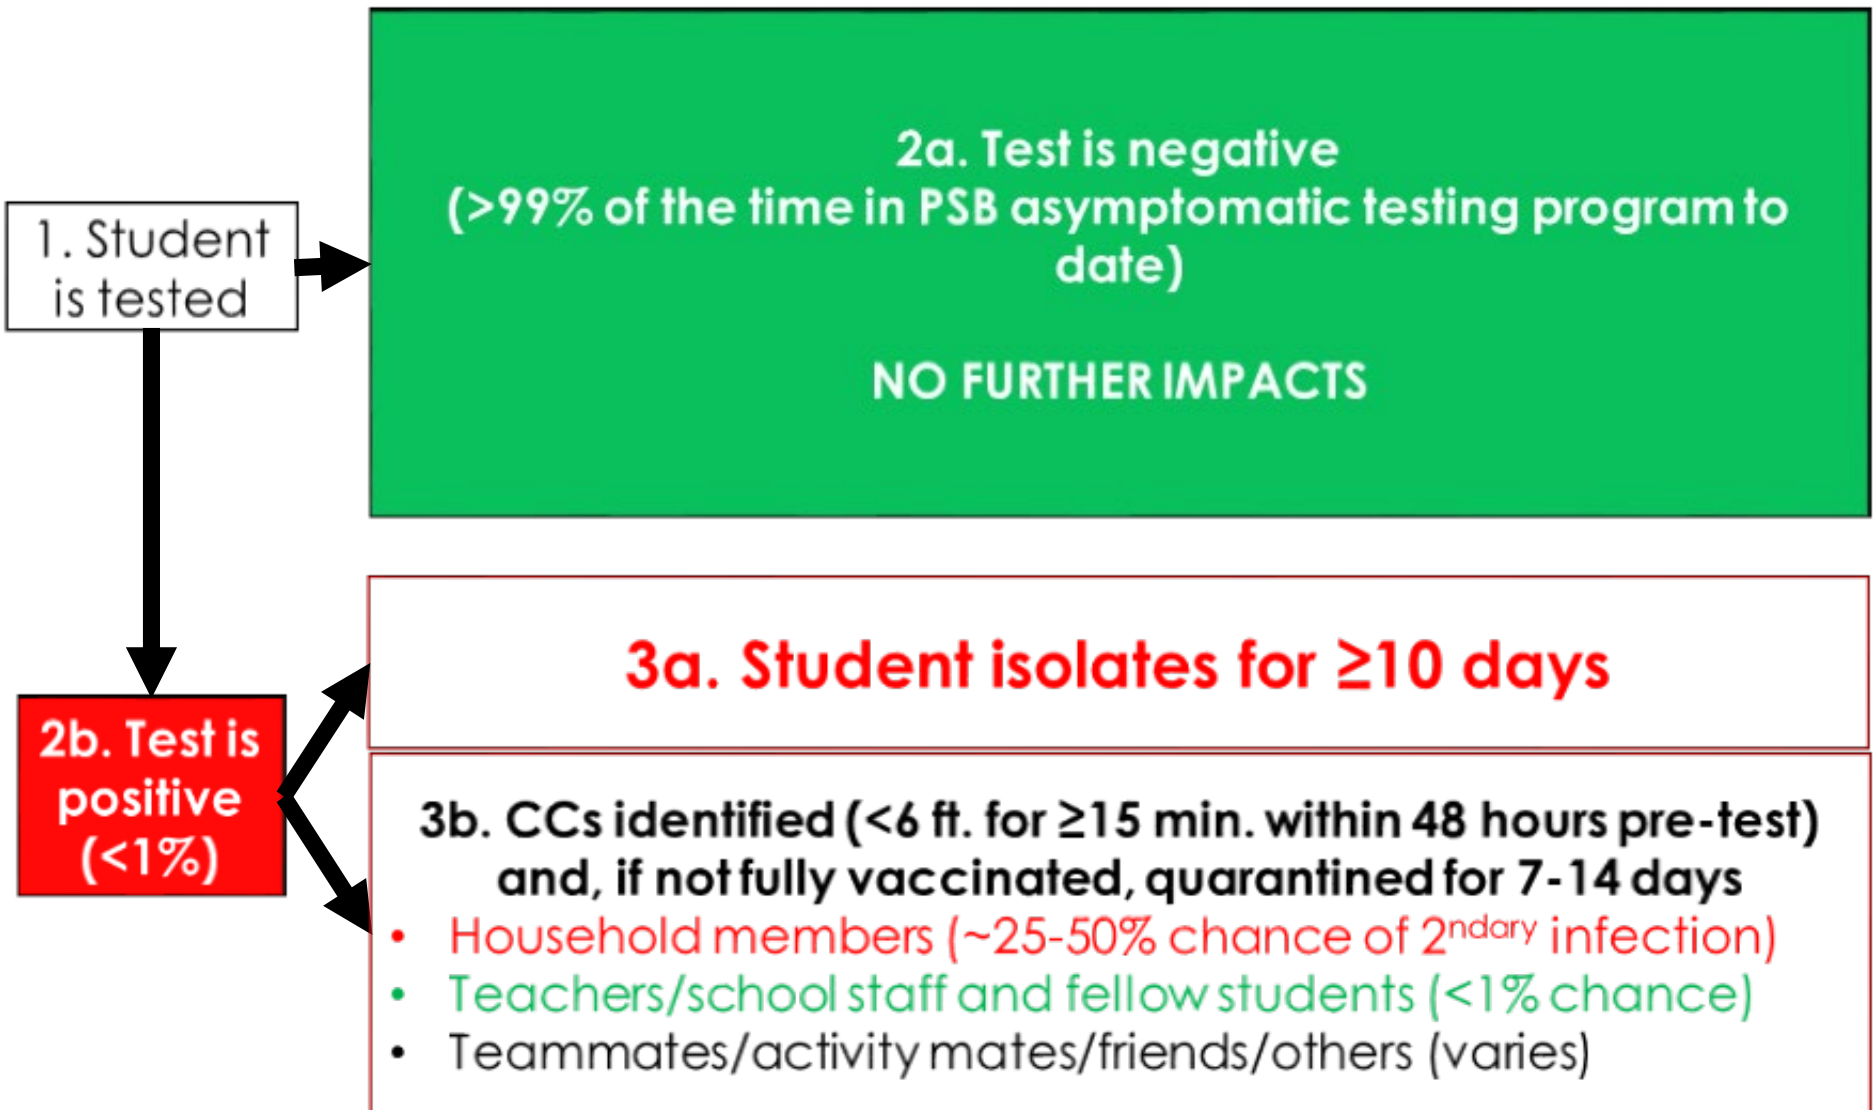 1. Student
is tested
2a. Test is negative
(>99% of the time in PSB asymptomatic testing program to
date)
NO FURTHER IMPACTS
2b. Test is
positive
(<1%)
3a. Student isolates for ≥10 days
3b. CCs identified (<6 ft. for ≥15 min. within 48 hours pre-test)
and, if not fully vaccinated, quarantined for 7-14 days
• Household members (~25-50% chance of 2ndary infection)
• Teachers/school staff and fellow students (<1% chance)
• Teammates/activity mates/friends/others (varies)